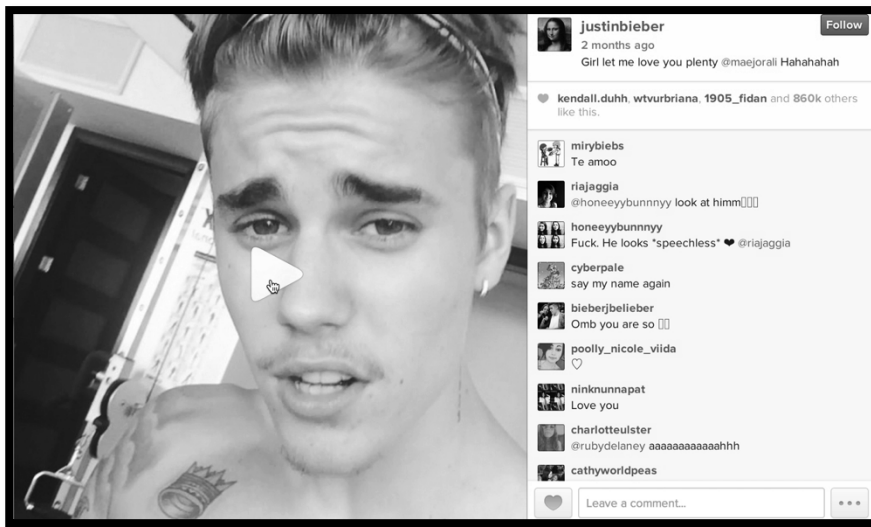 justinbieber
Follow
2 months ago
Girl let me love you plenty @maejorali Hahahahah
kendall.duhh, wtvurbriana, 1905_fidan and 860k others
like this.
mirybiebs
Te amoo
riajaggia
@honeeyybunnnyy look at himm▯▯▯
honeeyybunnnyy
Fuck. He looks *speechless* ❤ @riajaggia
cyberpale
say my name again
bieberjbelieber
Omb you are so ▯▯
poolly_nicole_viida
♡
ninknunnapat
Love you
charlotteulster
@rubydelaney aaaaaaaaaaaahhh
cathyworldpeas
Leave a comment...